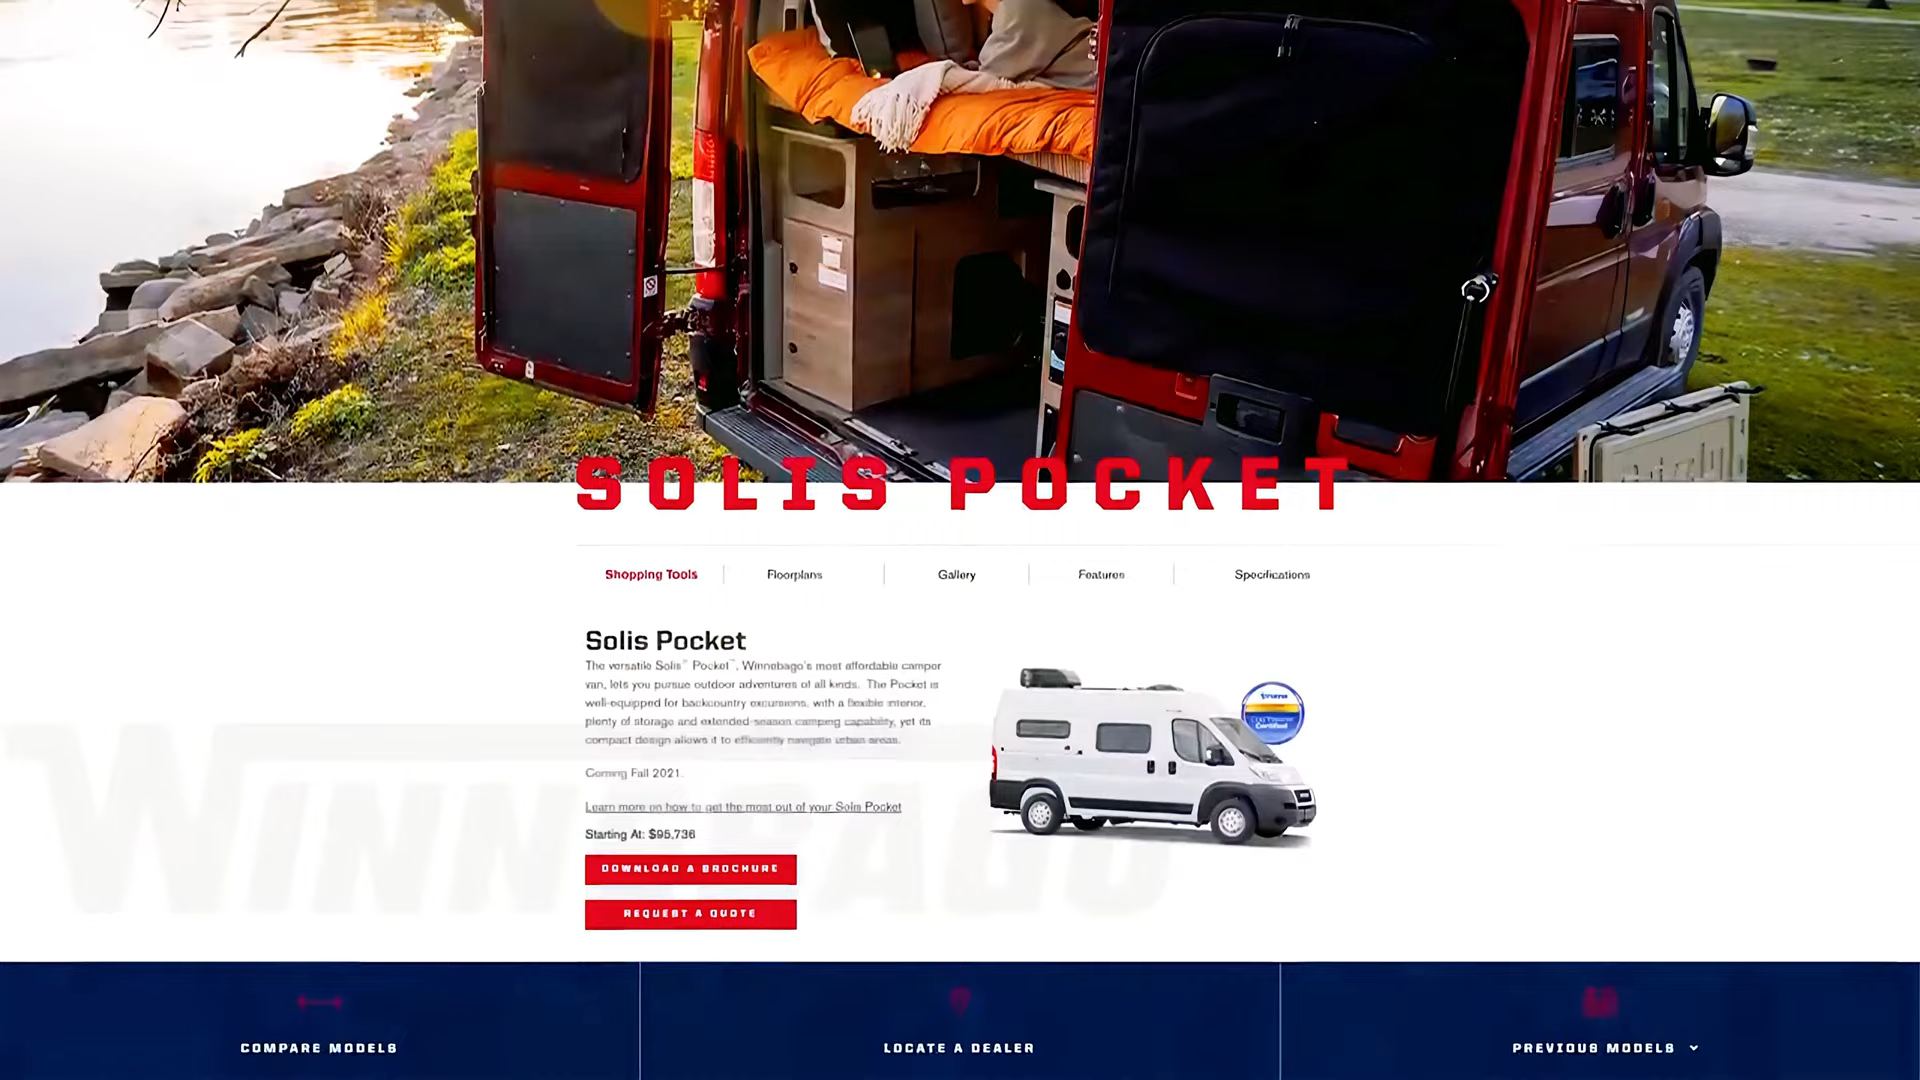 SOLIS POCKET
Shopping Tools
Floorplans
Gallery
Features
Specifications
Solis Pocket
The versatile Solis™ Pocket™, Winnebago's most affordable camper
van, lets you pursue outdoor adventures of all kinds. The Pocket is
well-equipped for backcountry excursions, with a flexible interior,
plenty of storage and extended-season camping capability, yet its
compact design allows it to efficiently navigate urban areas.
Coming Fall 2021.
Learn more on how to get the most out of your Solis Pocket
Starting At: $95,736
DOWNLOAD A BROCHURE
REQUEST A QUOTE
WINNEBAGO
COMPARE MODELS
LOCATE A DEALER
PREVIOUS MODELS